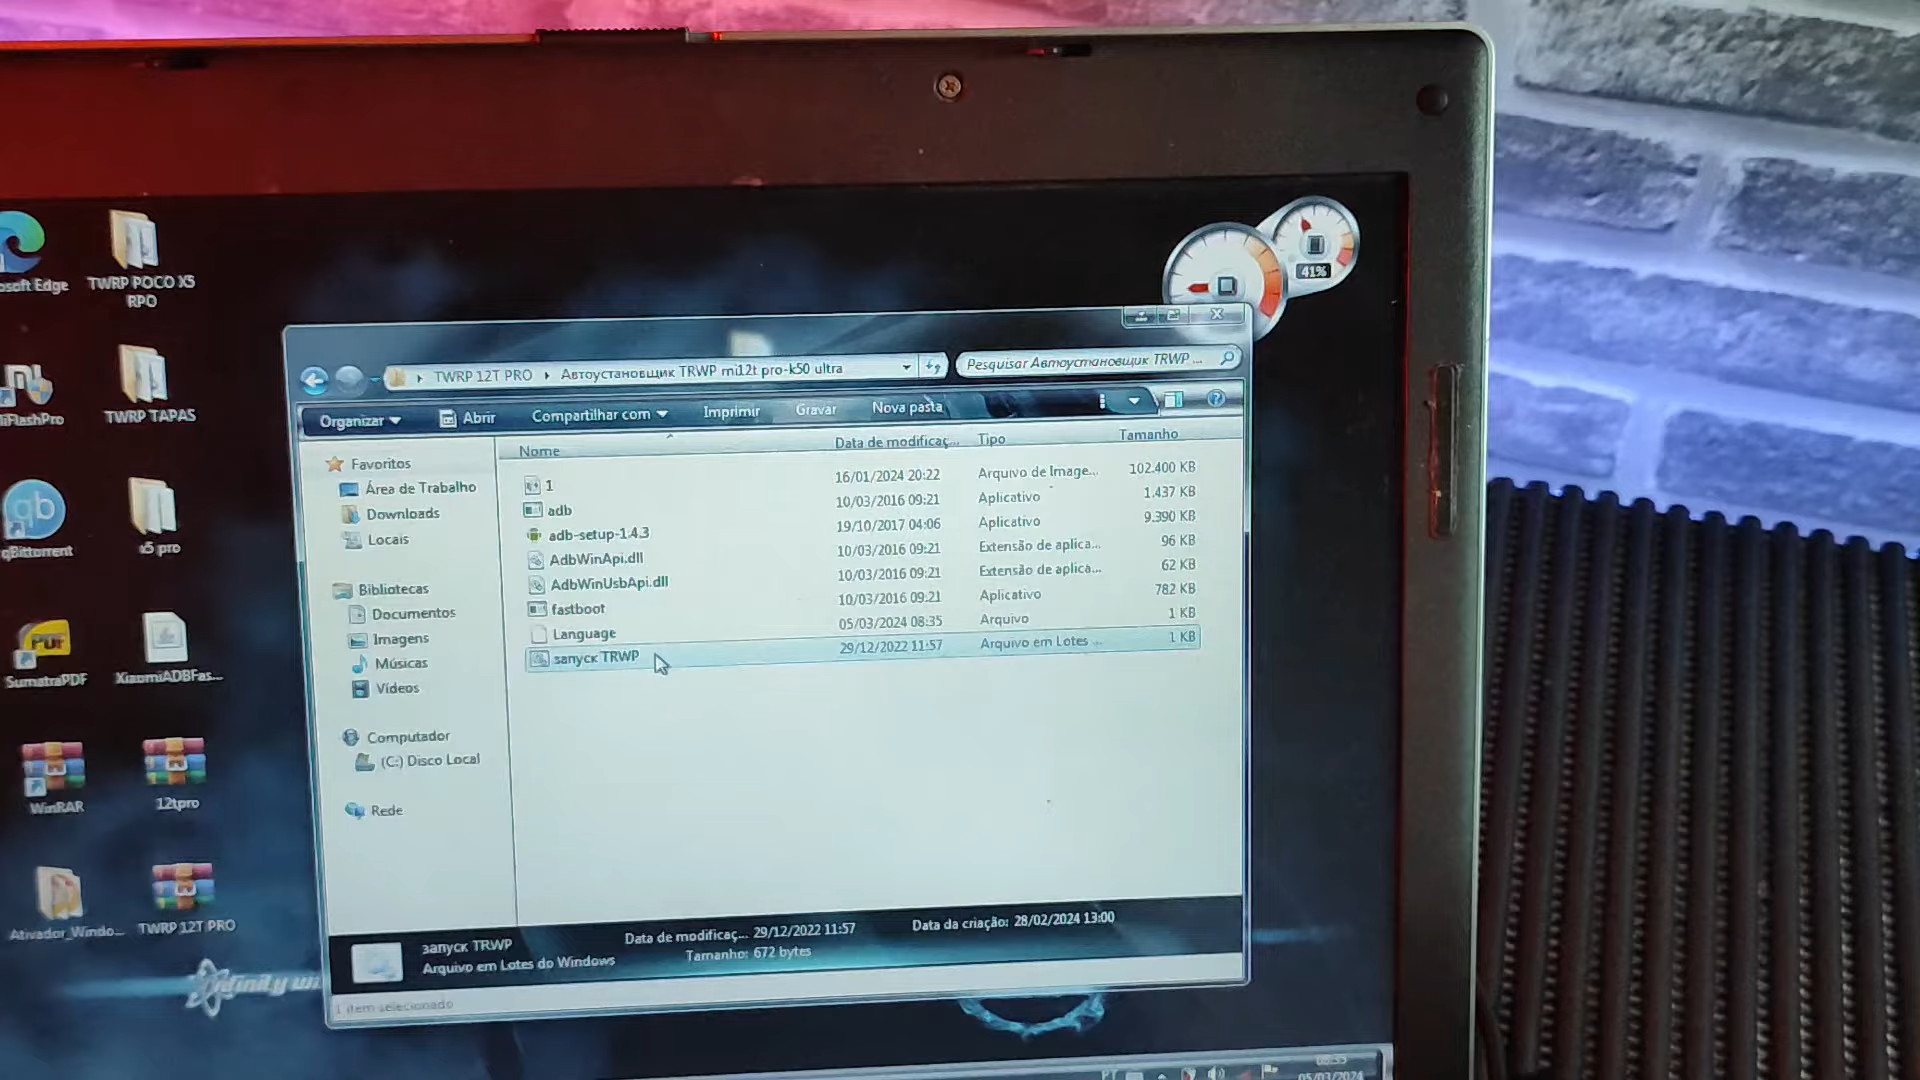 TWRP POCO X5
RPO
TWRP TAPAS
x5 pro
SumatraPDF
XiaomiADBFas...
WinRAR
12tpro
Ativador_Windo...
TWRP 12T PRO
41%
TWRP 12T PRO
Автоустановщик TRWP mi12t pro-k50 ultra
Pesquisar Автоустановщик TRWP ...
Organizar
Abrir
Compartilhar com
Imprimir
Gravar
Nova pasta
Favoritos
Área de Trabalho
Downloads
Locais
Bibliotecas
Documentos
Imagens
Músicas
Vídeos
Computador
(C:) Disco Local
Rede
Nome
Data de modificaç...
Tipo
Tamanho
1 16/01/2024 20:22 Arquivo de Image... 102.400 KB
adb 10/03/2016 09:21 Aplicativo 1.437 KB
adb-setup-1.4.3 19/10/2017 04:06 Aplicativo 9.390 KB
AdbWinApi.dll 10/03/2016 09:21 Extensão de aplica... 96 KB
AdbWinUsbApi.dll 10/03/2016 09:21 Extensão de aplica... 62 KB
fastboot 10/03/2016 09:21 Aplicativo 782 KB
Language 05/03/2024 08:35 Arquivo 1 KB
запуск TRWP 29/12/2022 11:57 Arquivo em Lotes ... 1 KB
запуск TRWP
Arquivo em Lotes do Windows
Data de modificaç... 29/12/2022 11:57
Tamanho: 672 bytes
Data da criação: 28/02/2024 13:00
1 item selecionado
PT
05/03/2024